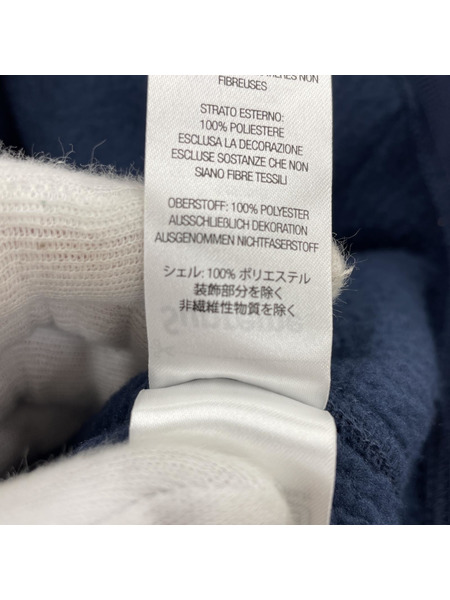 NON
FIBREUSES
STRATO ESTERNO:
100% POLIESTERE
ESCLUSA LA DECORAZIONE
ESCLUSE SOSTANZE CHE NON
SIANO FIBRE TESSILI
OBERSTOFF: 100% POLYESTER
AUSSCHLIEßLICH DEKORATION
AUSGENOMMEN NICHTFASERSTOFF
シェル: 100% ポリエステル
装飾部分を除く
非繊維性物質を除く